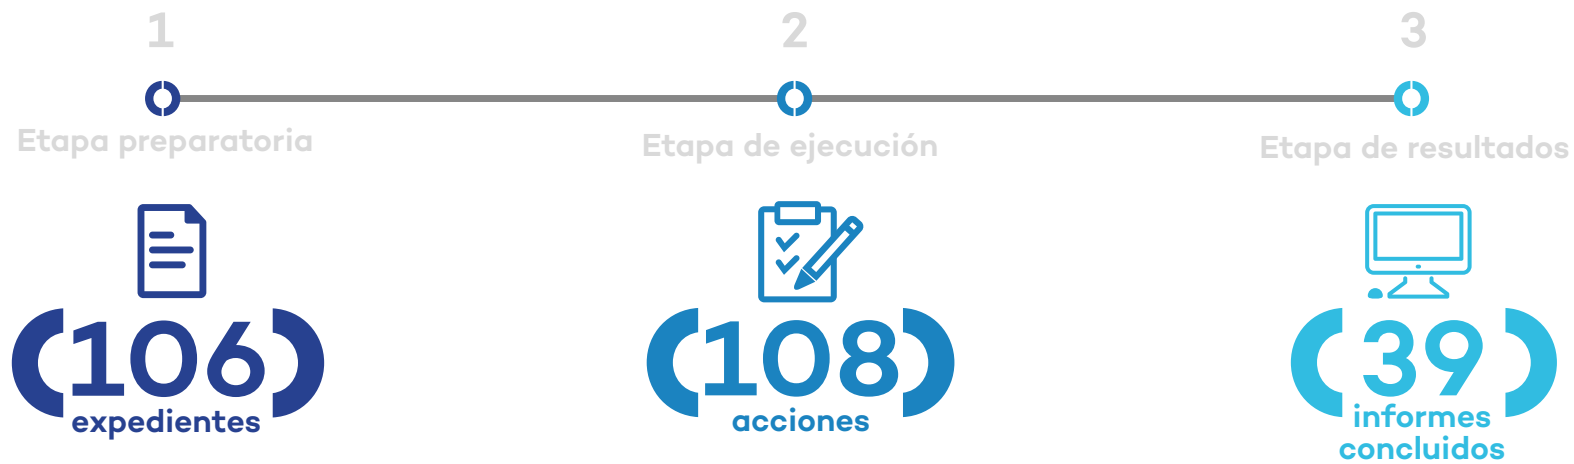 1
2
3
Etapa preparatoria
Etapa de ejecución
Etapa de resultados
106
expedientes
108
acciones
39
informes
concluidos